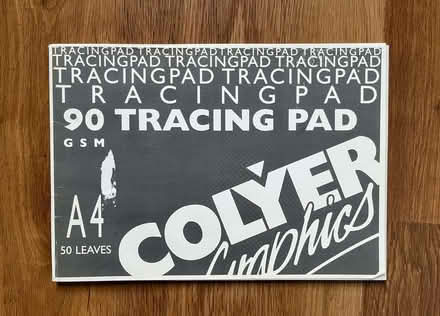 TRACINGPAD TRACINGPAD TRACINGPAD TRACINGPAD
TRACINGPAD TRACINGPAD TRACINGPAD
TRACINGPAD TRACINGPAD
TRACINGPAD
90 TRACING PAD
GSM
A4
50 LEAVES
COLYER
Graphics